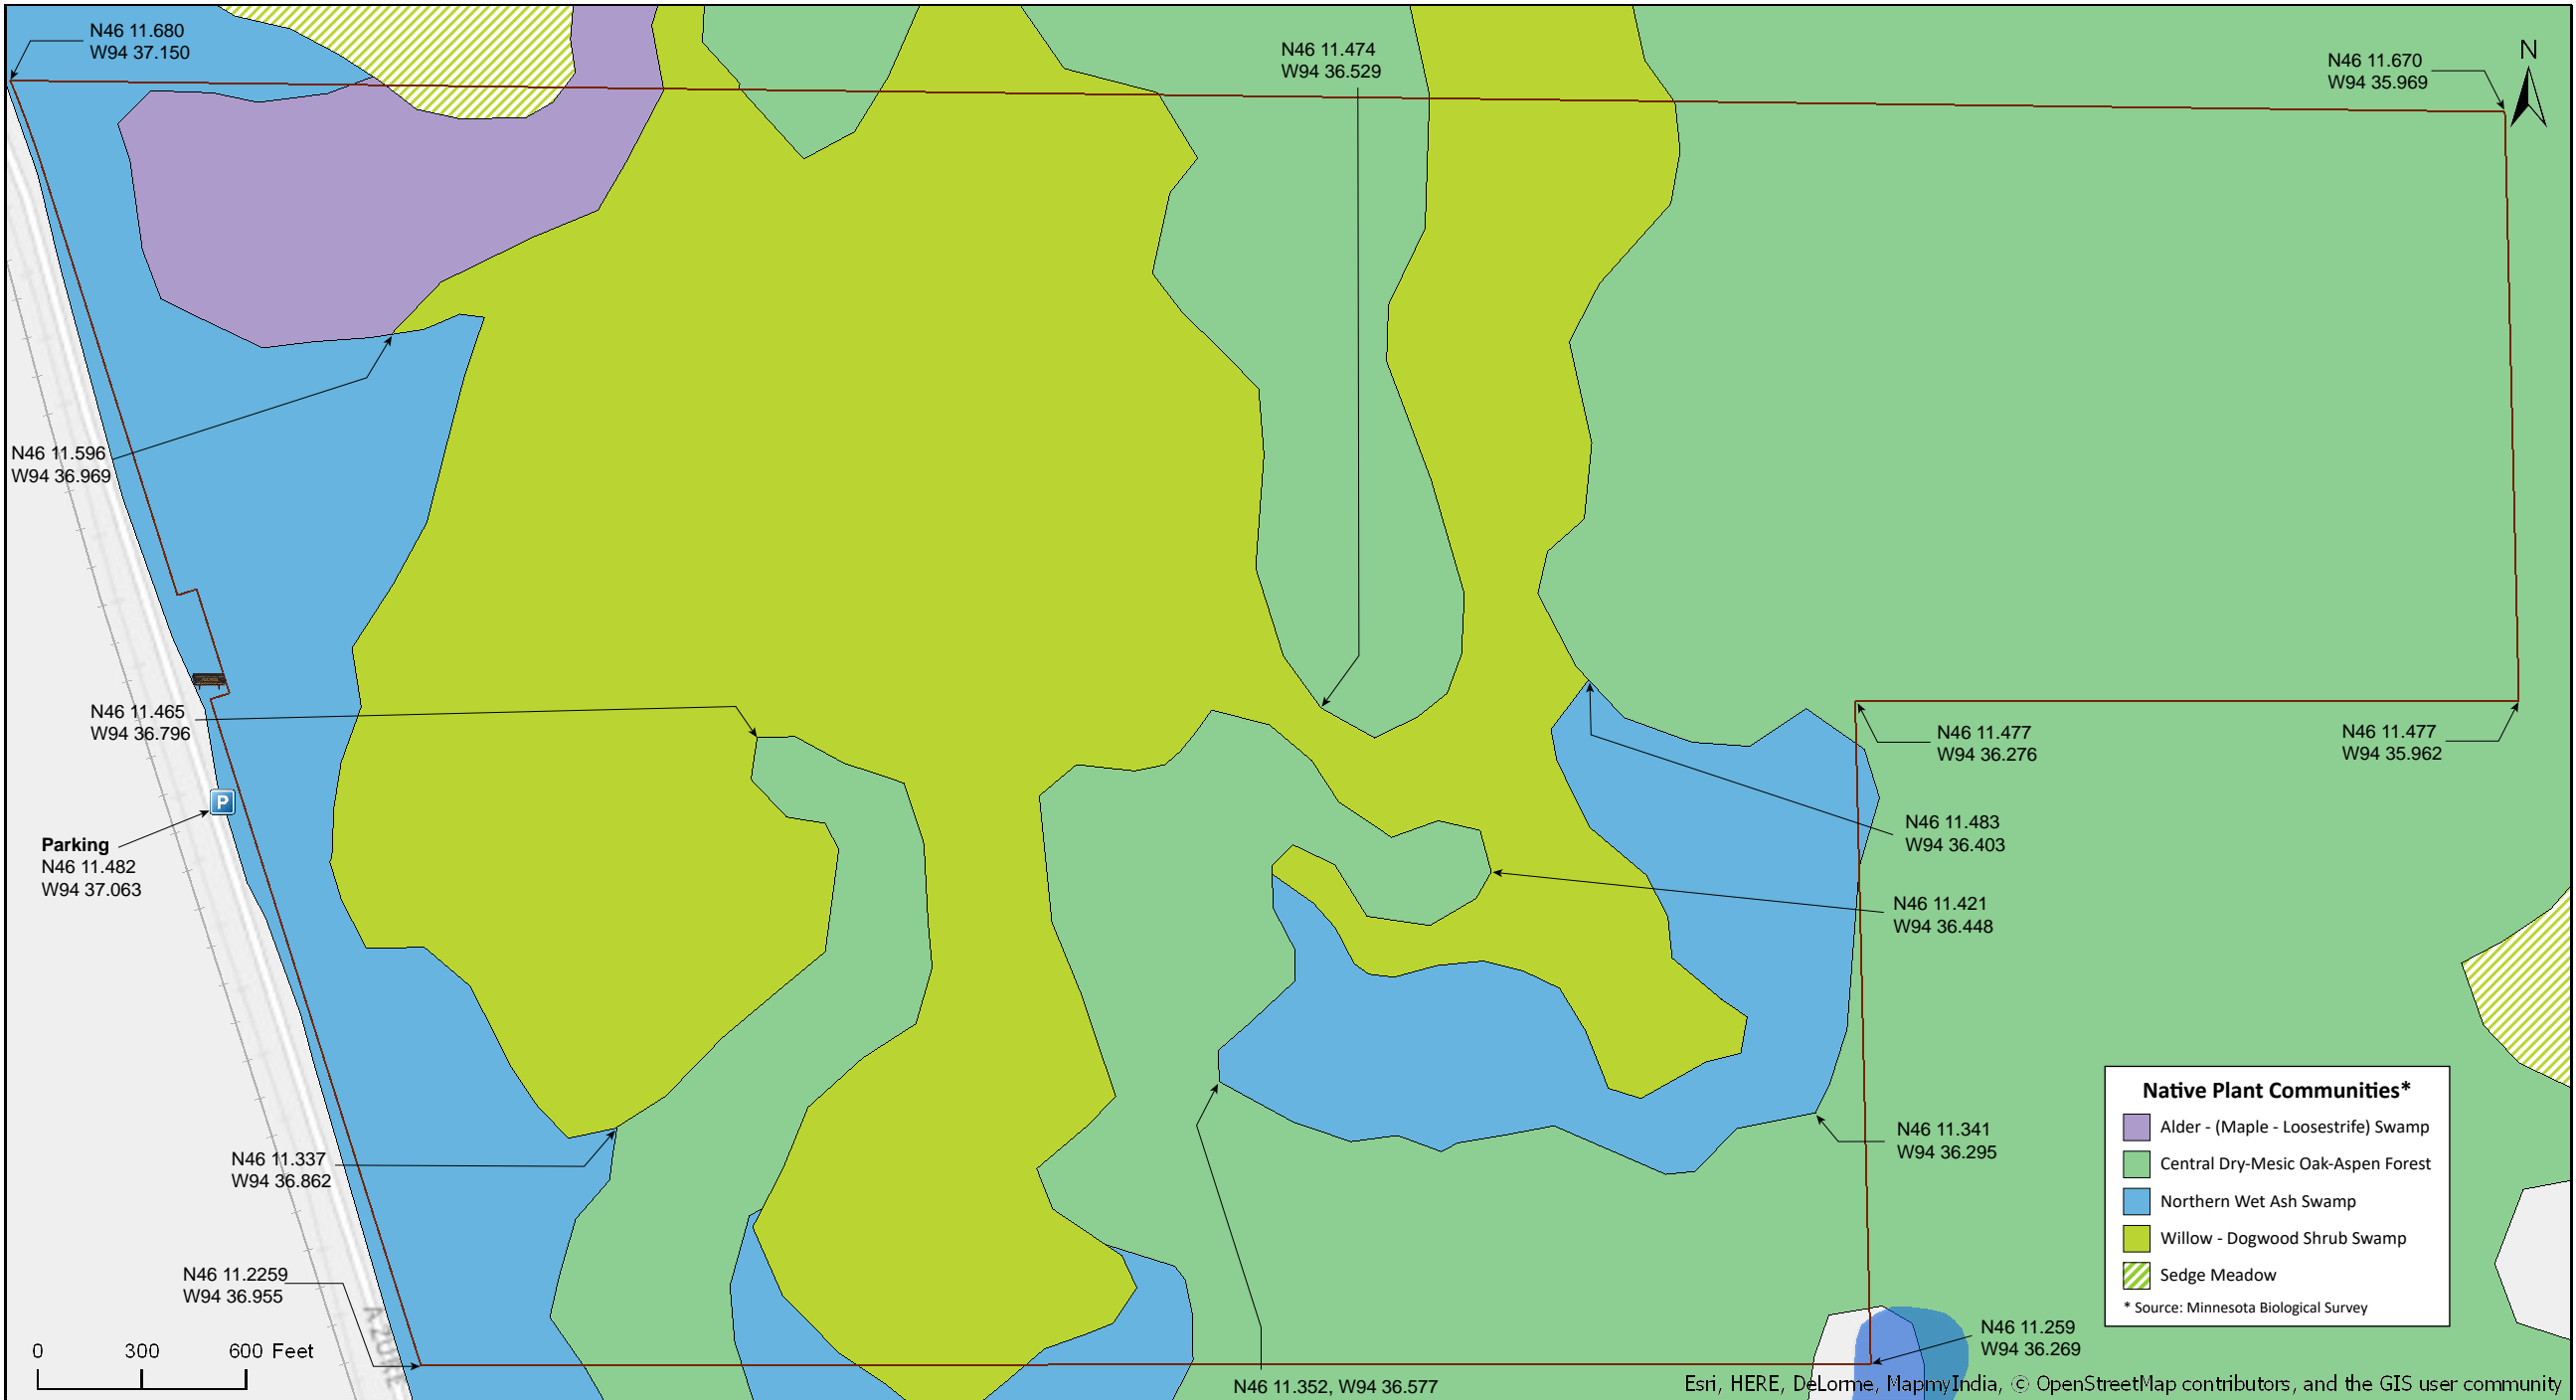 N46 11.680
W94 37.150
N46 11.474
W94 36.529
N46 11.670
W94 35.969
N
N46 11.596
W94 36.969
N46 11.465
W94 36.796
N46 11.477
W94 36.276
N46 11.477
W94 35.962
P
Parking
N46 11.482
W94 37.063
N46 11.483
W94 36.403
N46 11.421
W94 36.448
N46 11.337
W94 36.862
N46 11.341
W94 36.295
N46 11.2259
W94 36.955
N46 11.259
W94 36.269
N46 11.352, W94 36.577
0 300 600 Feet
Native Plant Communities*
Alder - (Maple - Loosestrife) Swamp
Central Dry-Mesic Oak-Aspen Forest
Northern Wet Ash Swamp
Willow - Dogwood Shrub Swamp
Sedge Meadow
* Source: Minnesota Biological Survey
Esri, HERE, DeLorme, MapmyIndia, © OpenStreetMap contributors, and the GIS user community